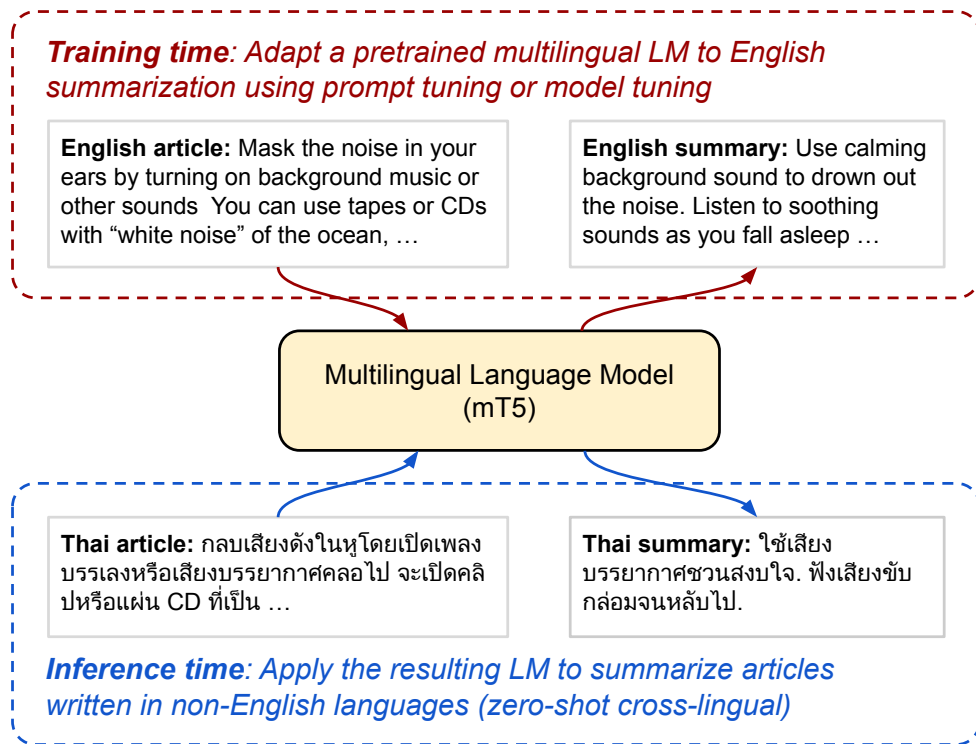 Training time: Adapt a pretrained multilingual LM to English
summarization using prompt tuning or model tuning
English article: Mask the noise in your
ears by turning on background music or
other sounds  You can use tapes or CDs
with “white noise” of the ocean, …
English summary: Use calming
background sound to drown out
the noise. Listen to soothing
sounds as you fall asleep …
Multilingual Language Model
(mT5)
Thai article: กลบเสียงดังในหูโดยเปิดเพลง
บรรเลงหรือเสียงบรรยากาศคลอไป จะเปิดคลิ
ปหรือแผ่น CD ที่เป็น …
Thai summary: ใช้เสียง
บรรยากาศชวนสงบใจ. ฟังเสียงขับ
กล่อมจนหลับไป.
Inference time: Apply the resulting LM to summarize articles
written in non-English languages (zero-shot cross-lingual)